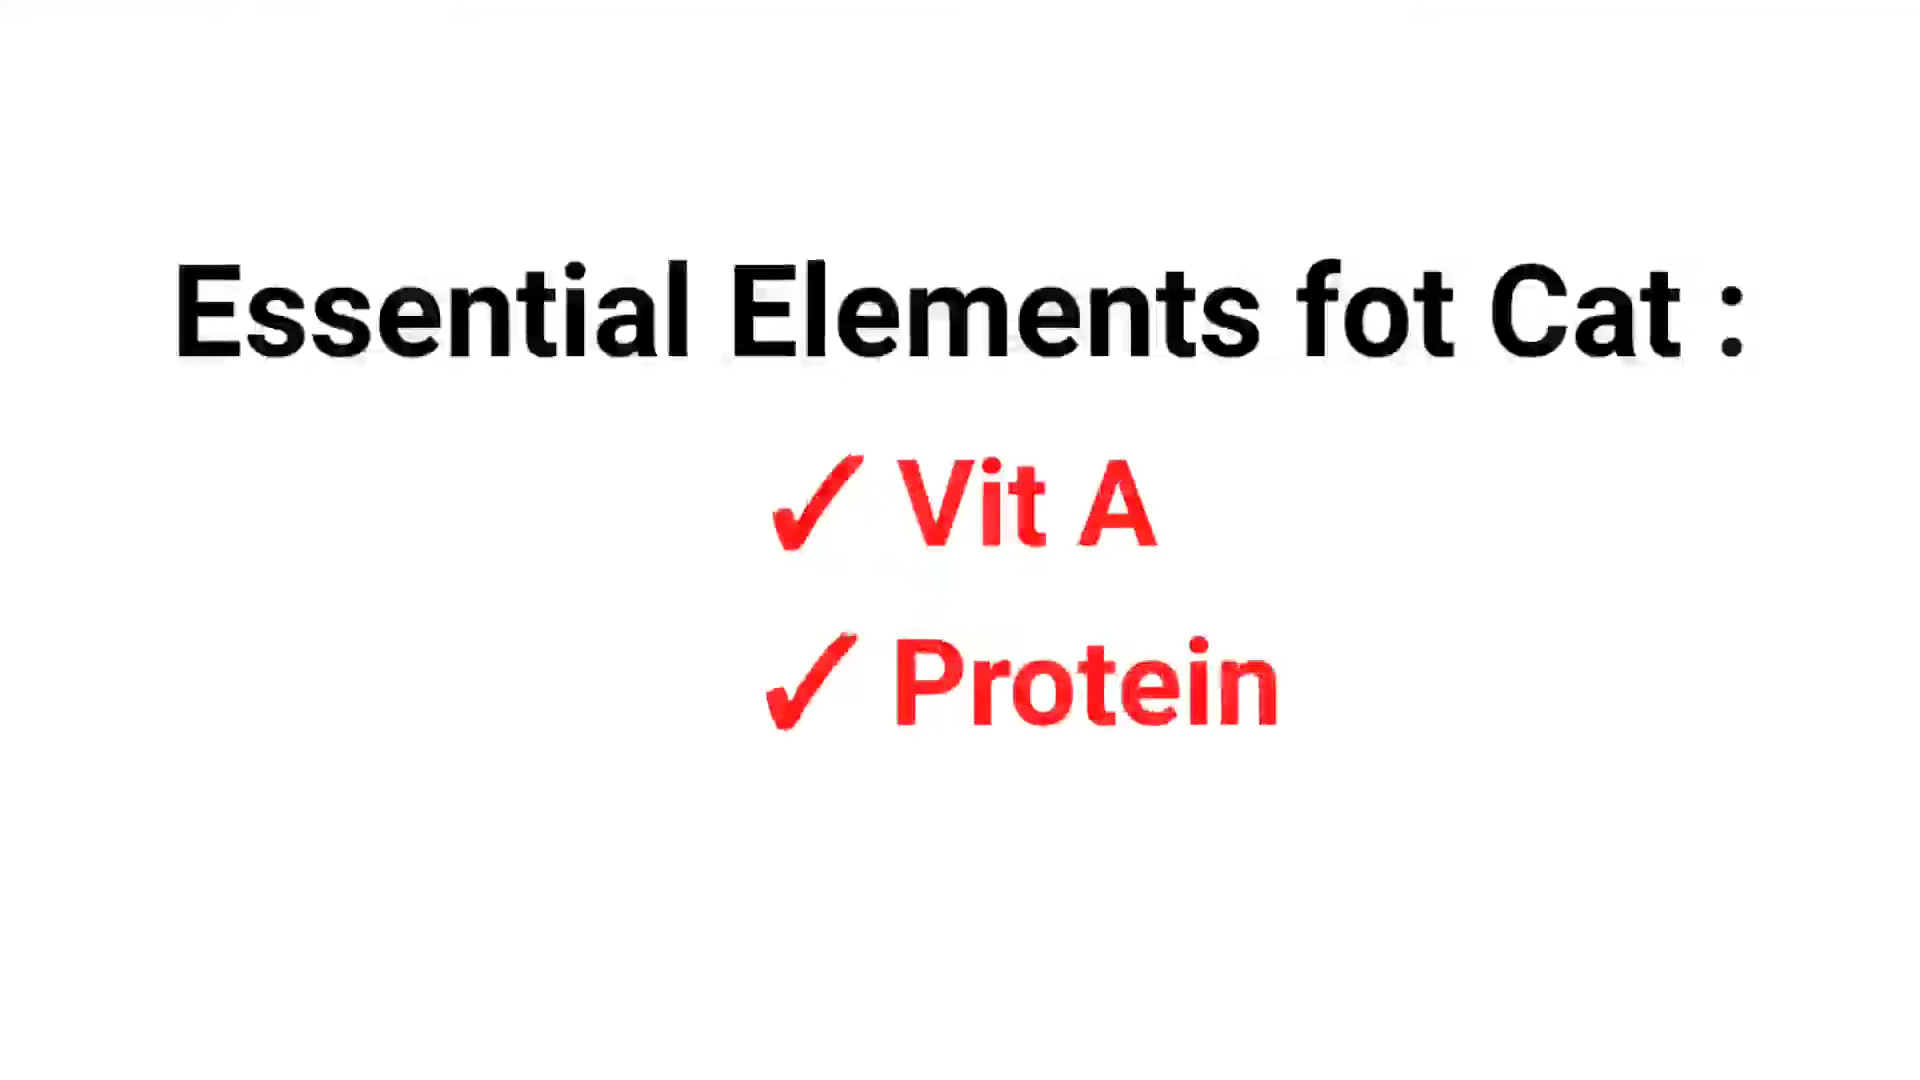 Essential Elements fot Cat :
✓ Vit A
✓ Protein